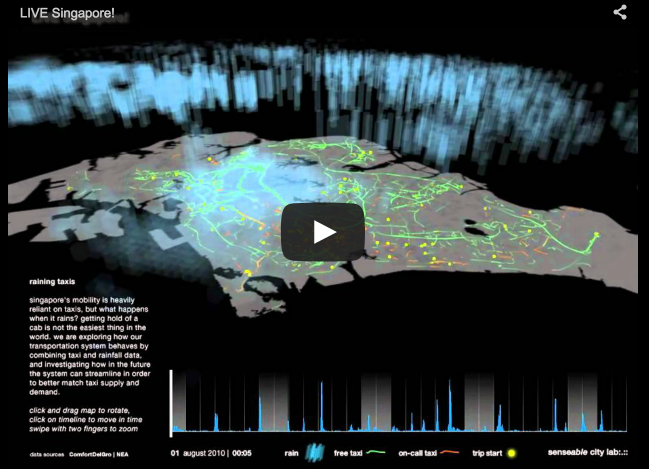 LIVE Singapore!
raining taxis
singapore's mobility is heavily
reliant on taxis, but what happens
when it rains? getting hold of a
cab is not the easiest thing in the
world. we are exploring how our
transportation system behaves by
combining taxi and rainfall data,
and investigating how in the future
the system can streamline in order
to better match taxi supply and
demand.
click and drag map to rotate,
click on timeline to move in time
swipe with two fingers to zoom
data sources ComfortDelGro | NEA
01 august 2010 | 00:05
rain free taxi on-call taxi trip start
senseable city lab:.::